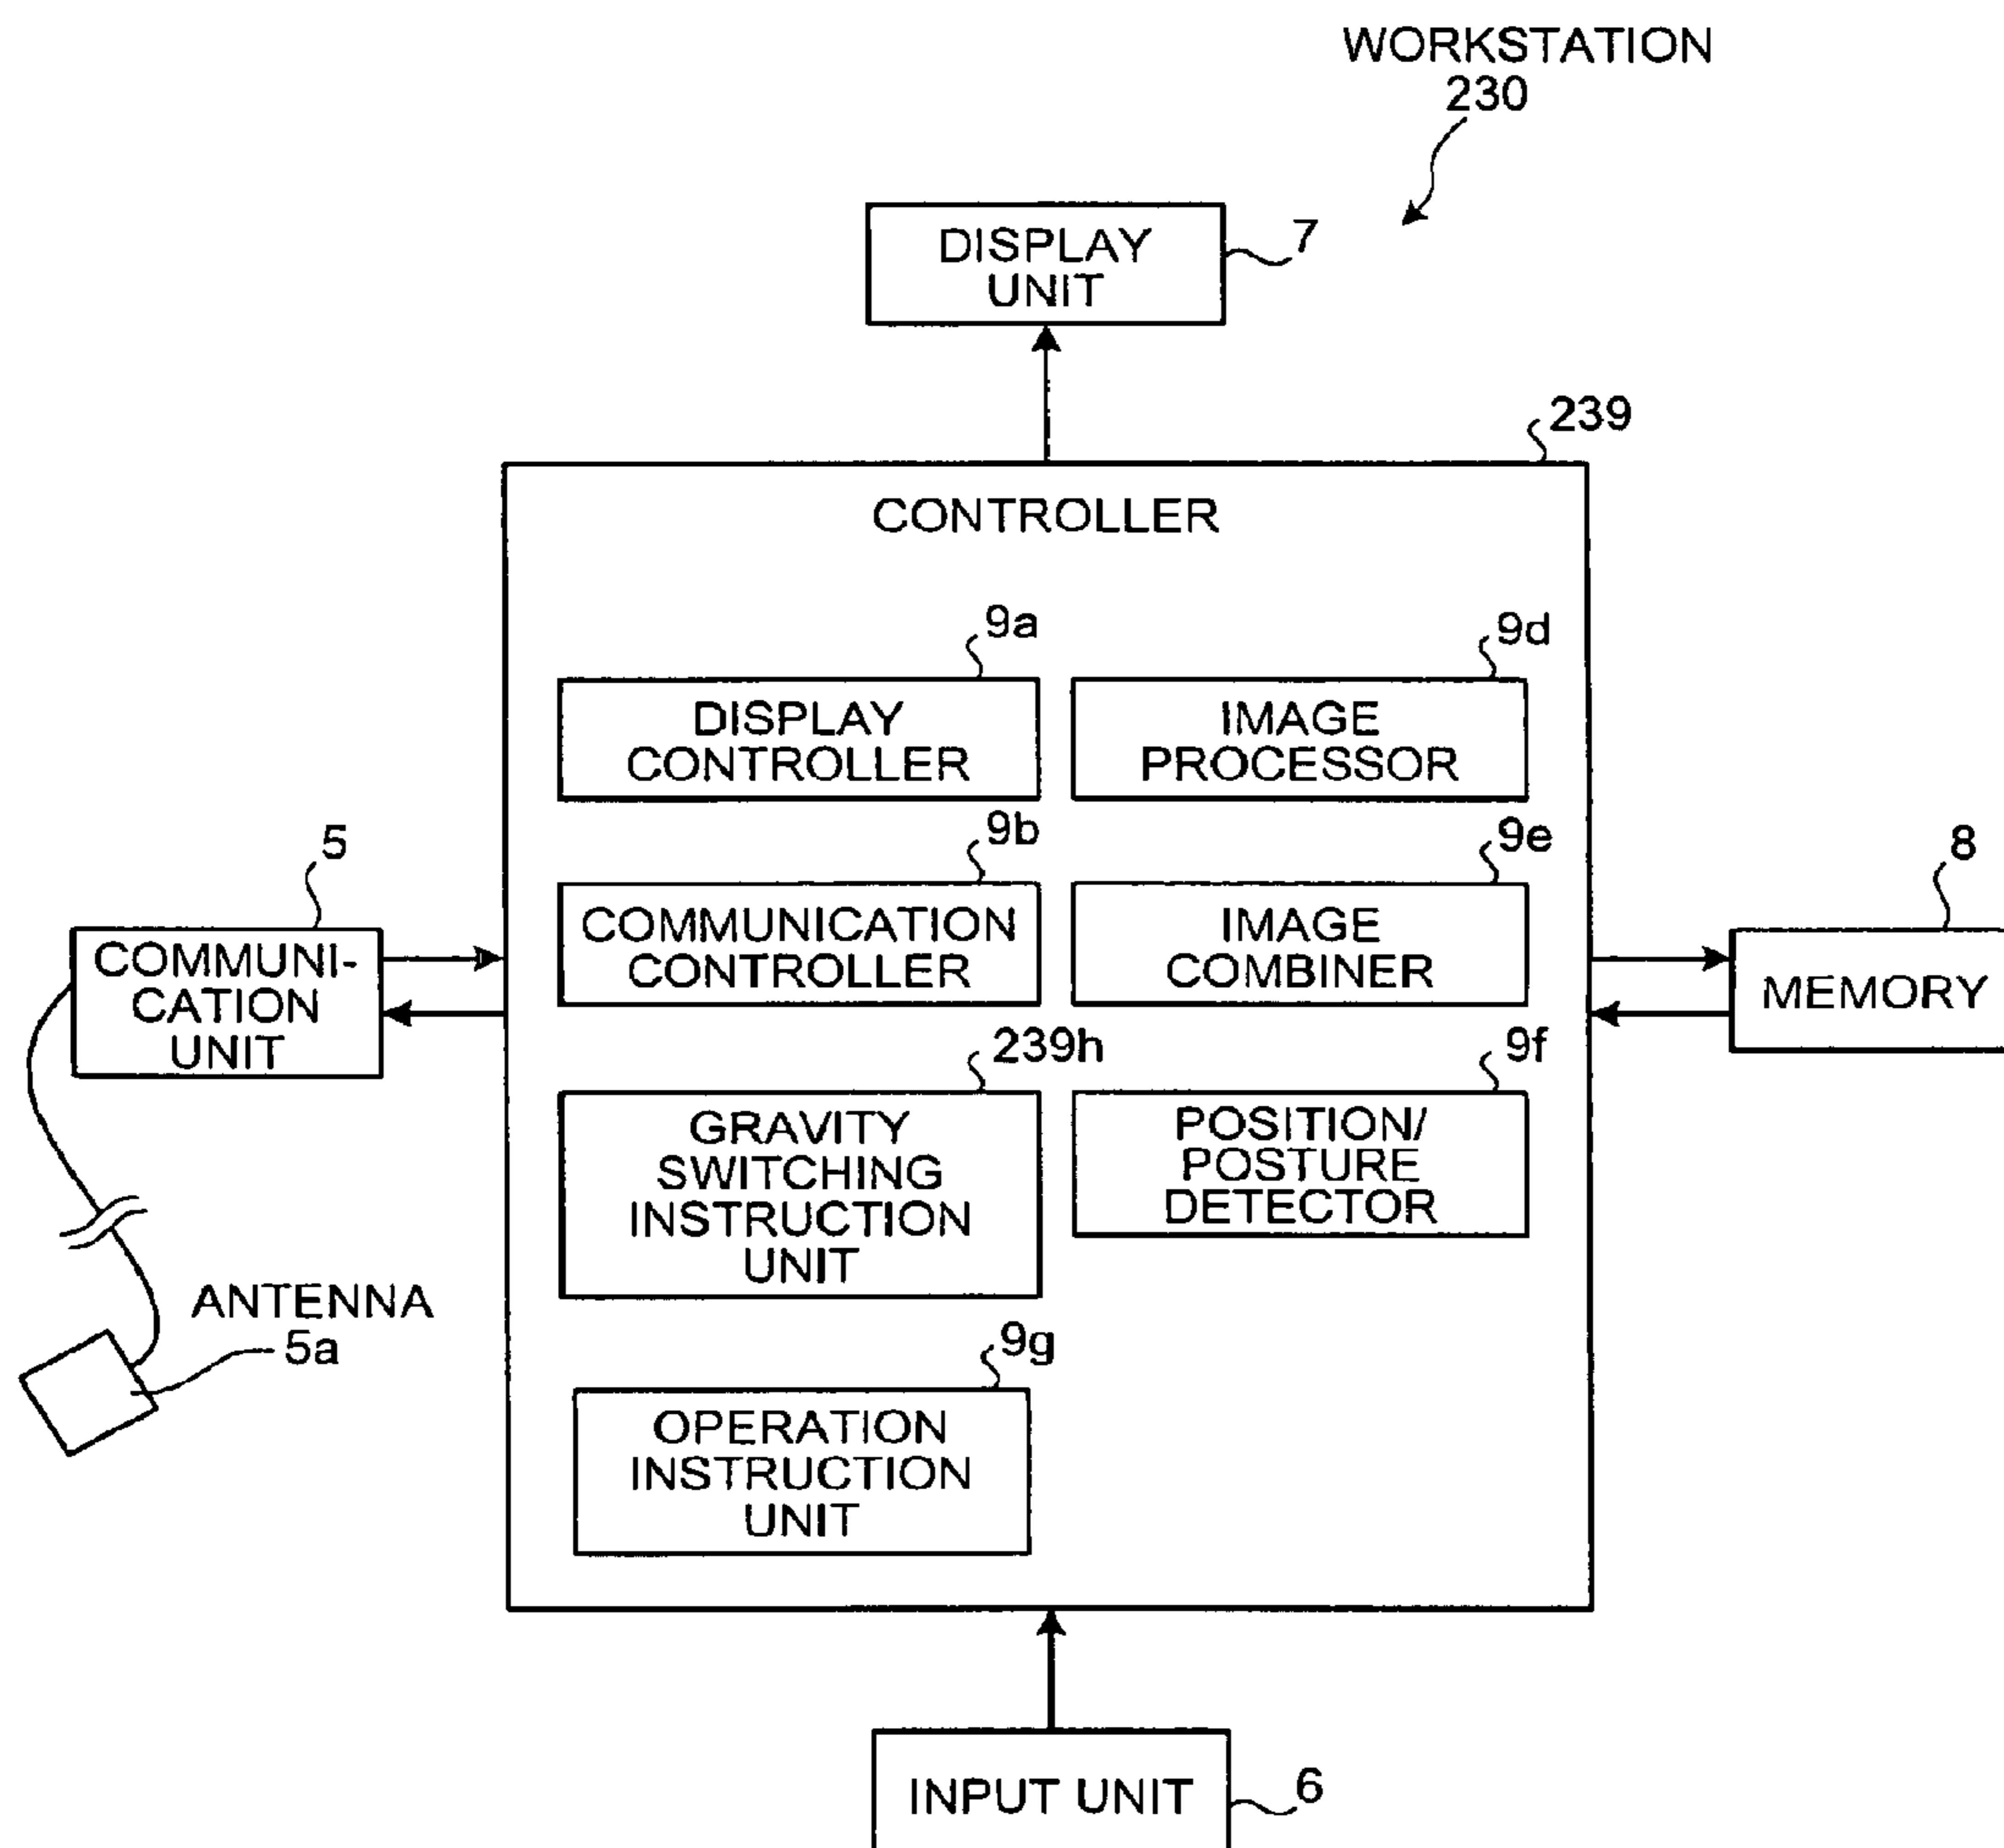 WORKSTATION
230
DISPLAY
UNIT
7
239
CONTROLLER
9a
DISPLAY
CONTROLLER
9d
IMAGE
PROCESSOR
9b
COMMUNICATION
CONTROLLER
9e
IMAGE
COMBINER
5
COMMUNI-
CATION
UNIT
8
MEMORY
239h
GRAVITY
SWITCHING
INSTRUCTION
UNIT
9f
POSITION/
POSTURE
DETECTOR
ANTENNA
5a
9g
OPERATION
INSTRUCTION
UNIT
INPUT UNIT
6